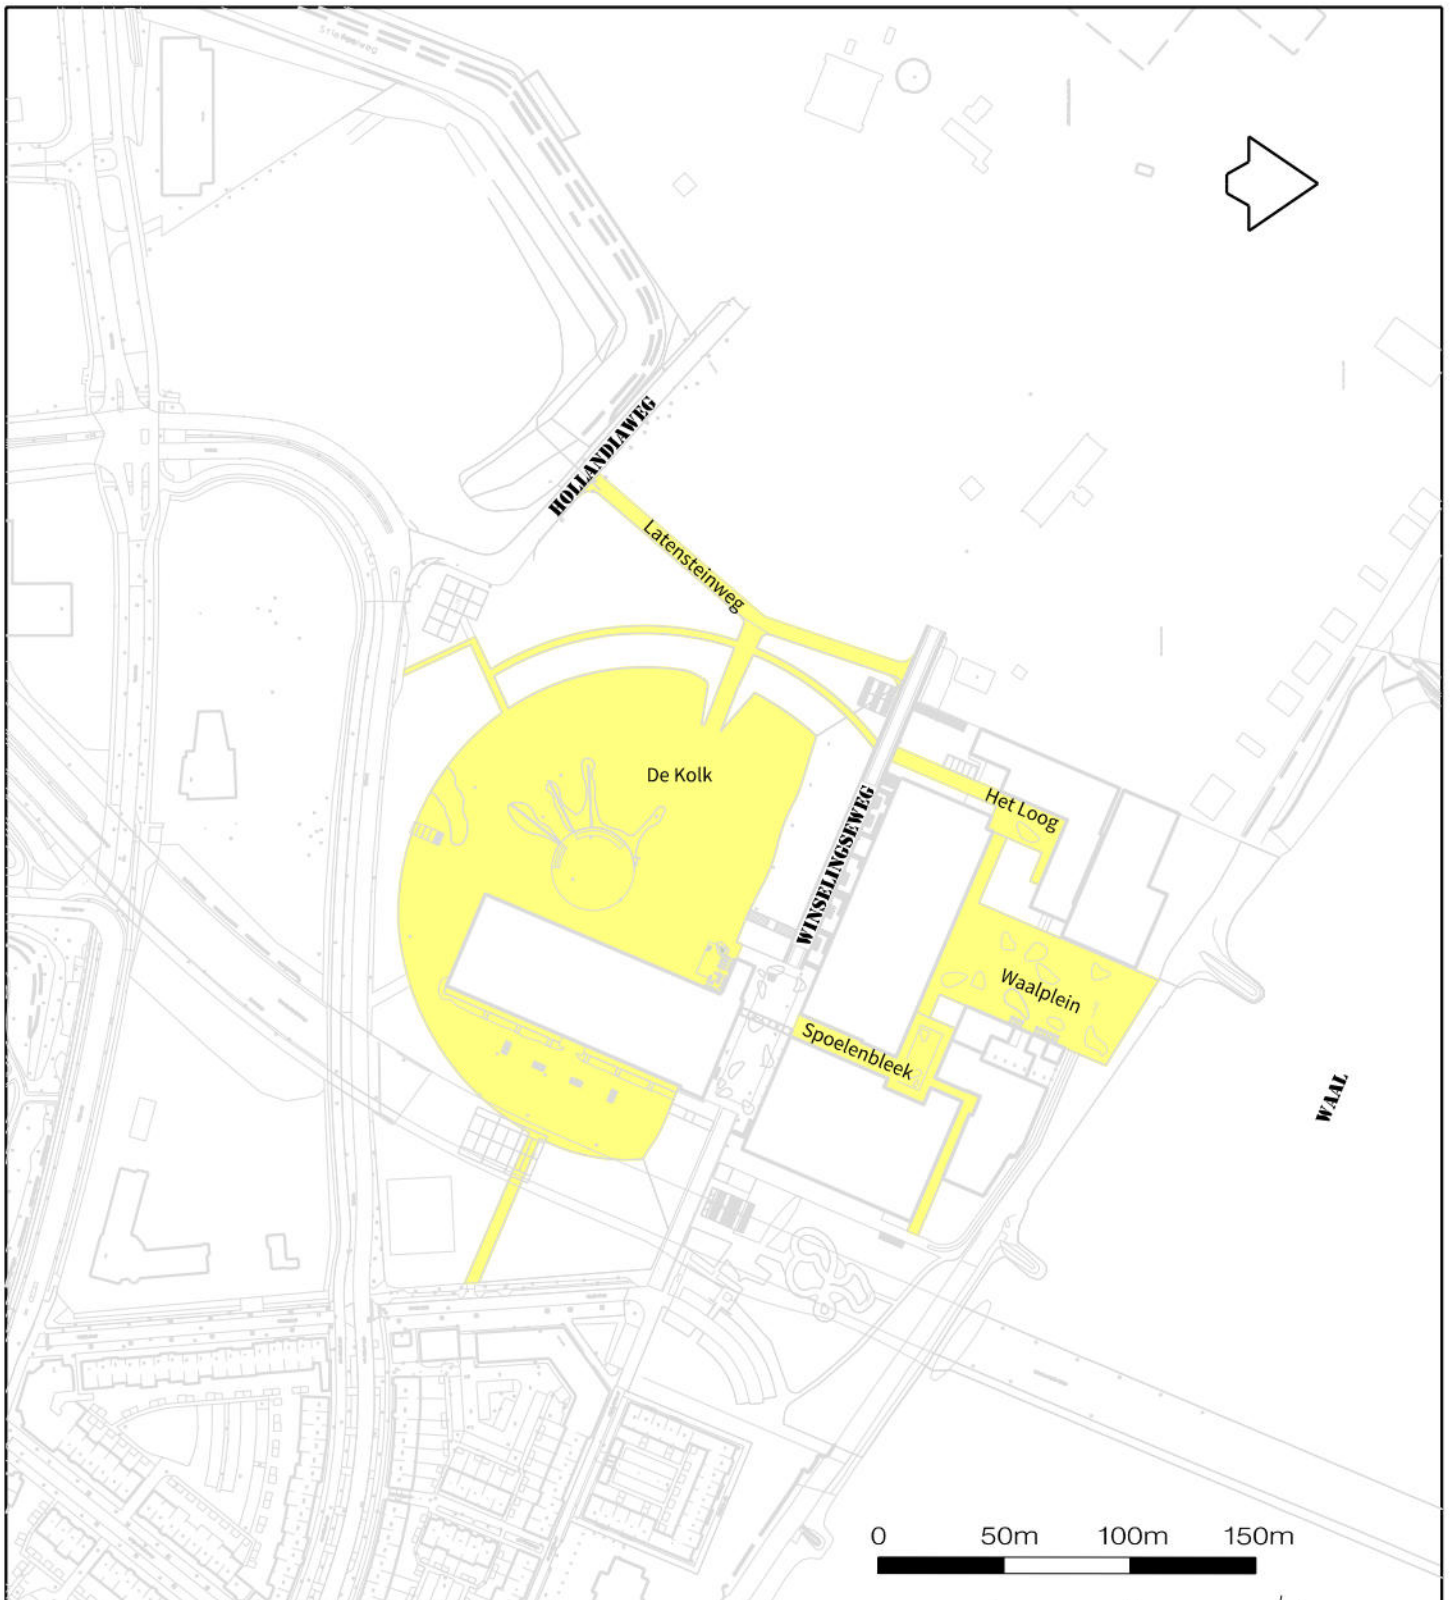 HOLLANDIAWEG
Latensteinweg
De Kolk
Het Loog
WINSELINGSEWEG
Waalplein
Spoelenbleek
WAAL
0 50m 100m 150m